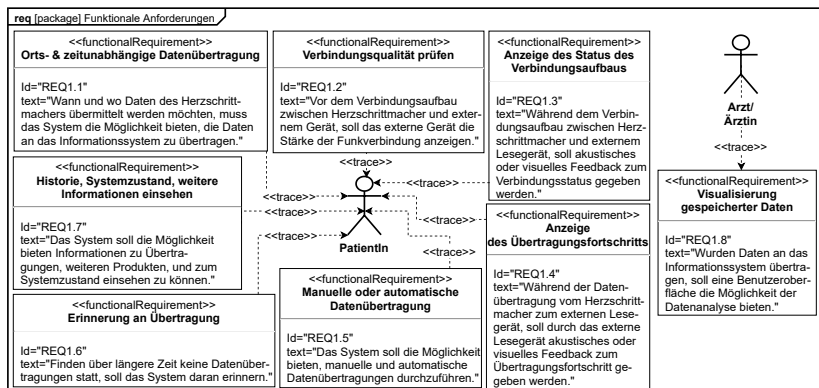 req [package] Funktionale Anforderungen
<<functionalRequirement>>
Orts- & zeitunabhängige Datenübertragung
Id="REQ1.1"
text="Wann und wo Daten des Herzschritt-
machers übermittelt werden möchten, muss
das System die Möglichkeit bieten, die Daten
an das Informationssystem zu übertragen."
<<functionalRequirement>>
Verbindungsqualität prüfen
Id="REQ1.2"
text="Vor dem Verbindungsaufbau
zwischen Herzschrittmacher und exter-
nem Gerät, soll das externe Gerät die
Stärke der Funkverbindung anzeigen."
<<functionalRequirement>>
Anzeige des Status des
Verbindungsaufbaus
Id="REQ1.3"
text="Während dem Verbin-
dungsaufbau zwischen Herz-
schrittmacher und externem
Lesegerät, soll akustisches
oder visuelles Feedback zum
Verbindungsstatus gegeben
werden."
Arzt/
Ärztin
<<trace>>
<<trace>>
<<trace>>
<<trace>>
<<functionalRequirement>>
Historie, Systemzustand, weitere
Informationen einsehen
Id="REQ1.7"
text="Das System soll die Möglichkeit
bieten Informationen zu Übertra-
gungen, weiteren Produkten, und zum
Systemzustand einsehen zu können."
<<trace>>
<<trace>>
<<trace>>
PatientIn
<<trace>>
<<functionalRequirement>>
Anzeige
des Übertragungsfortschritts
Id="REQ1.4"
text="Während der Daten-
übertragung vom Herzschritt-
macher zum externen Lese-
gerät, soll durch das externe
Lesegerät akustisches oder
visuelles Feedback zum
Übertragungsfortschritt ge-
geben werden."
<<functionalRequirement>>
Visualisierung
gespeicherter Daten
Id="REQ1.8"
text="Wurden Daten an das
Informationssystem übertra-
gen, soll eine Benutzerober-
fläche die Möglichkeit der
Datenanalyse bieten."
<<functionalRequirement>>
Erinnerung an Übertragung
Id="REQ1.6"
text="Finden über längere Zeit keine Datenüber-
tragungen statt, soll das System daran erinnern."
<<functionalRequirement>>
Manuelle oder automatische
Datenübertragung
Id="REQ1.5"
text="Das System soll die Möglichkeit
bieten, manuelle und automatische
Datenübertragungen durchzuführen."